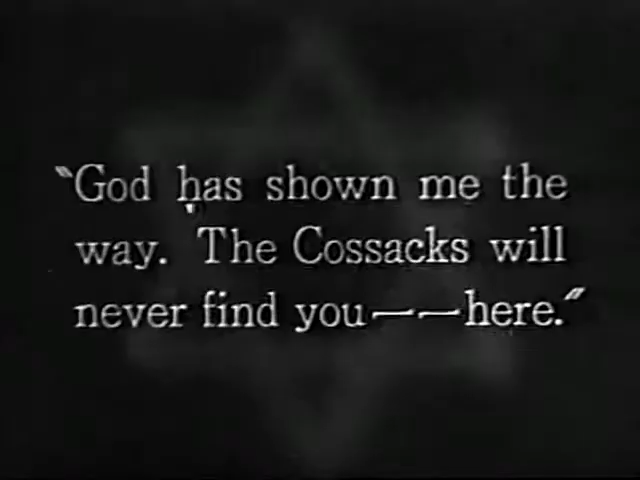 "God has shown me the
way. The Cossacks will
never find you——here."